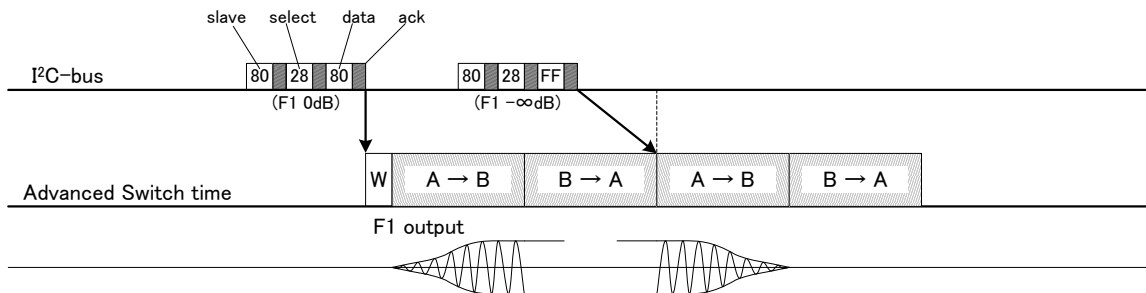 slave select data ack
I²C-bus 80 28 80 80 28 FF
(F1 0dB) (F1 −∞dB)
Advanced Switch time W A → B B → A A → B B → A
F1 output